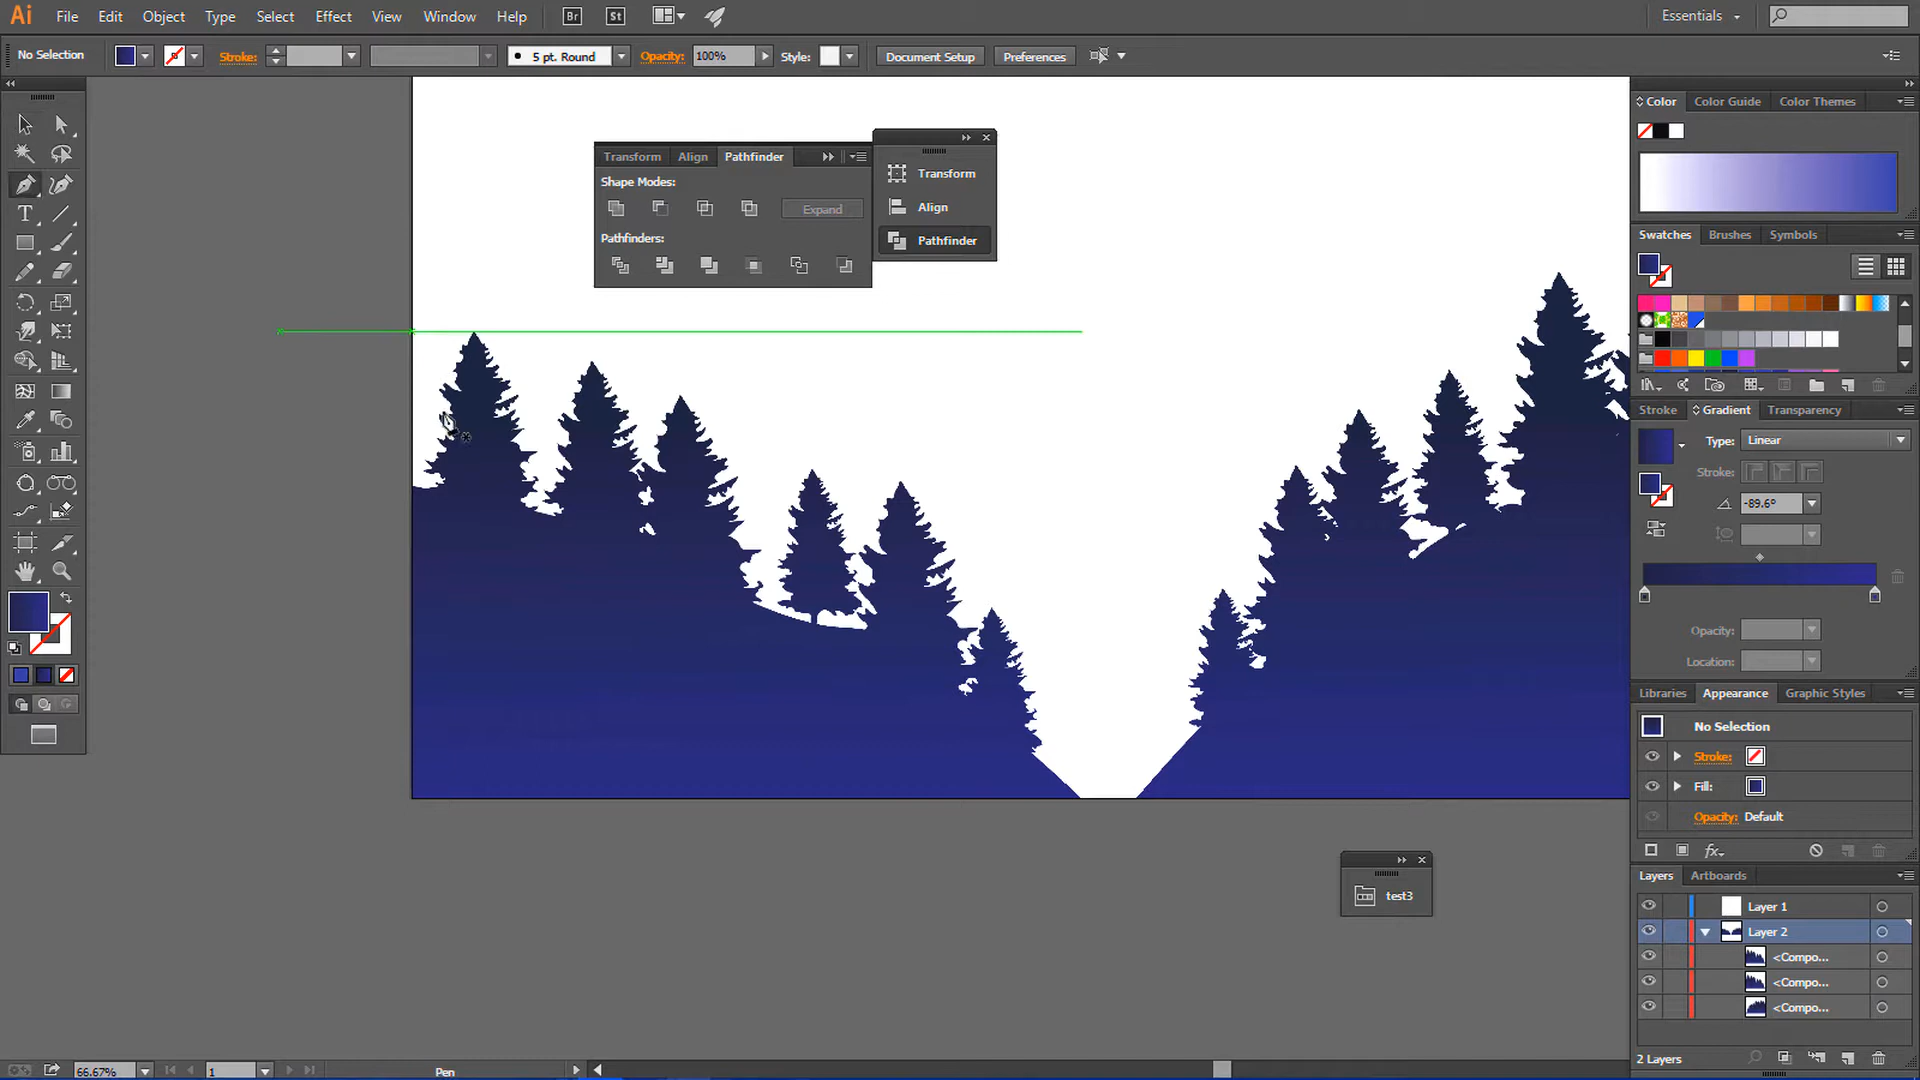 Ai File Edit Object Type Select Effect View Window Help Br St Essentials
No Selection Stroke: 5 pt. Round Opacity: 100% Style: Document Setup Preferences
Color Color Guide Color Themes
Transform Align Pathfinder
Shape Modes:
Expand
Pathfinders:
Transform
Align
Pathfinder
Swatches Brushes Symbols
Stroke Gradient Transparency
Type: Linear
Stroke:
-89.6°
Opacity:
Location:
Libraries Appearance Graphic Styles
No Selection
Stroke:
Fill:
Opacity: Default
fx
Layers Artboards
Layer 1
Layer 2
<Compo...
<Compo...
<Compo...
2 Layers
test3
66.67% 1 Pen